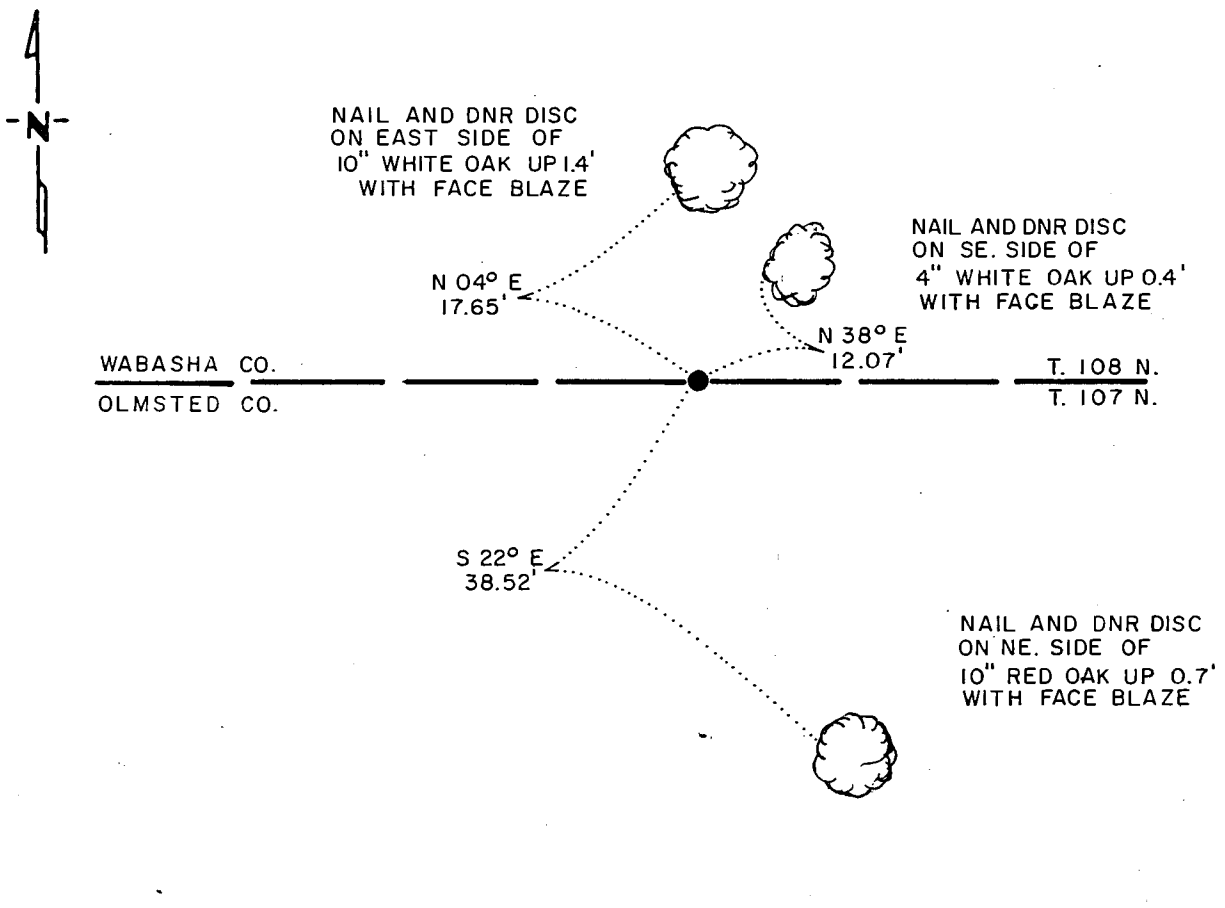 -N-
NAIL AND DNR DISC
ON EAST SIDE OF
10" WHITE OAK UP 1.4'
WITH FACE BLAZE
NAIL AND DNR DISC
ON SE. SIDE OF
4" WHITE OAK UP 0.4'
WITH FACE BLAZE
N 04° E
17.65'
N 38° E
12.07'
WABASHA CO.
OLMSTED CO.
T. 108 N.
T. 107 N.
S 22° E
38.52'
NAIL AND DNR DISC
ON NE. SIDE OF
10" RED OAK UP 0.7'
WITH FACE BLAZE